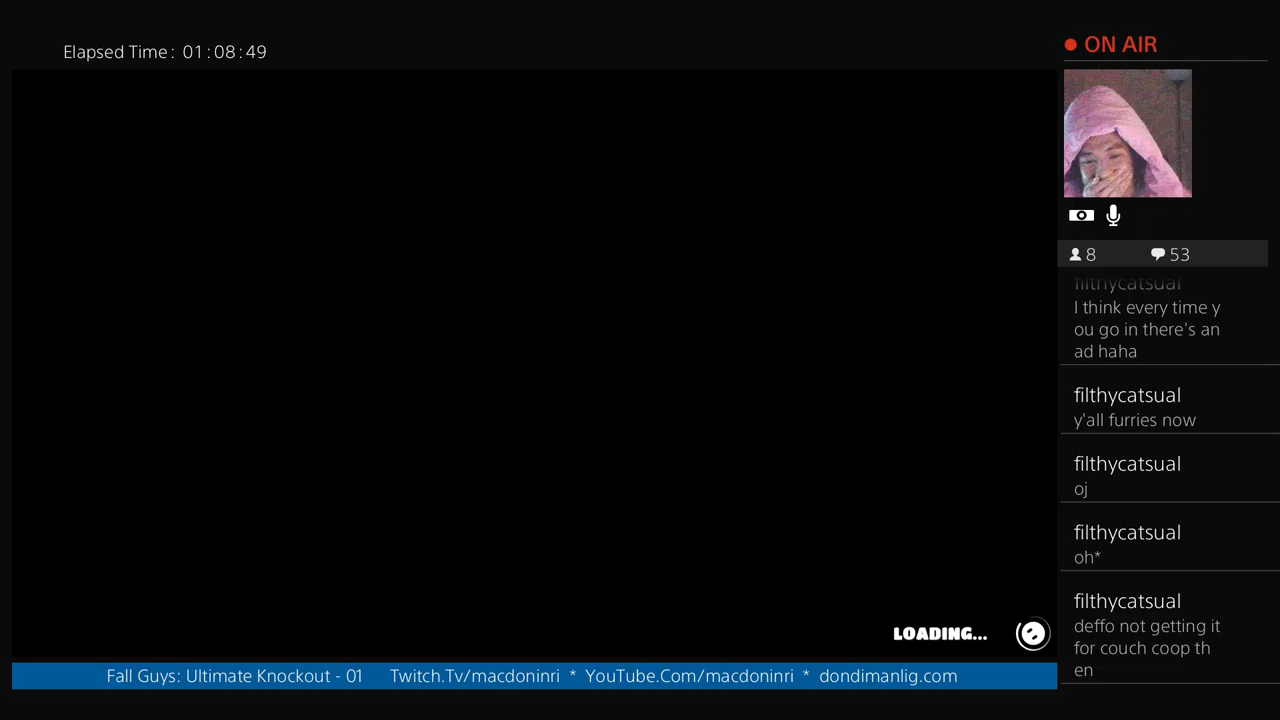 Elapsed Time: 01:08:49
ON AIR
8 53
filthycatsual
I think every time y
ou go in there's an
ad haha
filthycatsual
y'all furries now
filthycatsual
oj
filthycatsual
oh*
filthycatsual
deffo not getting it
for couch coop th
en
LOADING...
Fall Guys: Ultimate Knockout - 01 Twitch.Tv/macdoninri * YouTube.Com/macdoninri * dondimanlig.com